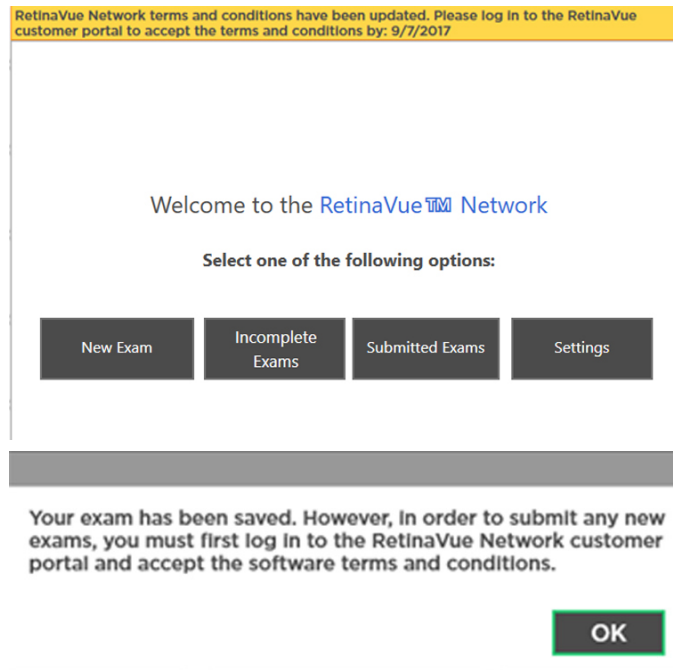 RetinaVue Network terms and conditions have been updated. Please log in to the RetinaVue
customer portal to accept the terms and conditions by: 9/7/2017
Welcome to the RetinaVue™ Network
Select one of the following options:
New Exam
Incomplete
Exams
Submitted Exams
Settings
Your exam has been saved. However, in order to submit any new
exams, you must first log in to the RetinaVue Network customer
portal and accept the software terms and conditions.
OK